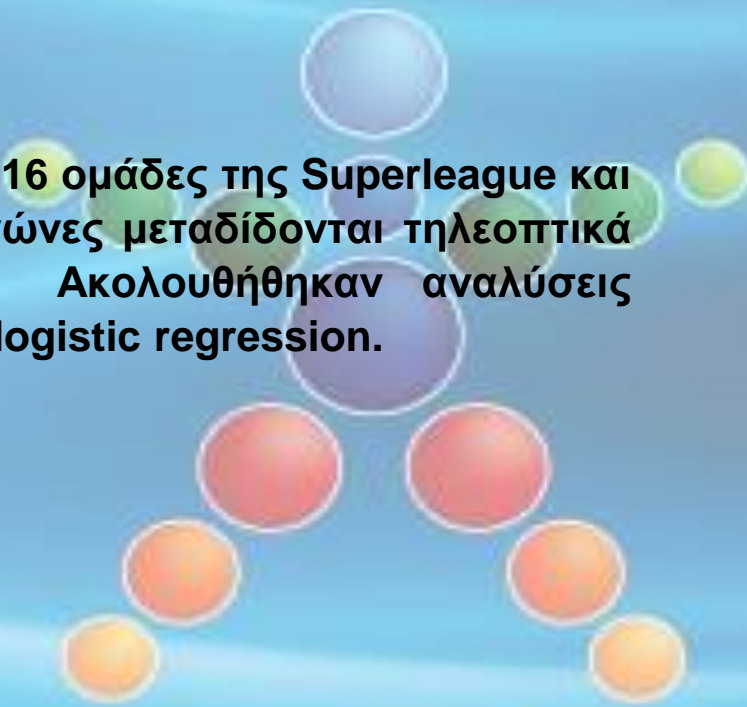 16 ομάδες της Superleague και
ώνες μεταδίδονται τηλεοπτικά
Ακολουθήθηκαν αναλύσεις
logistic regression.